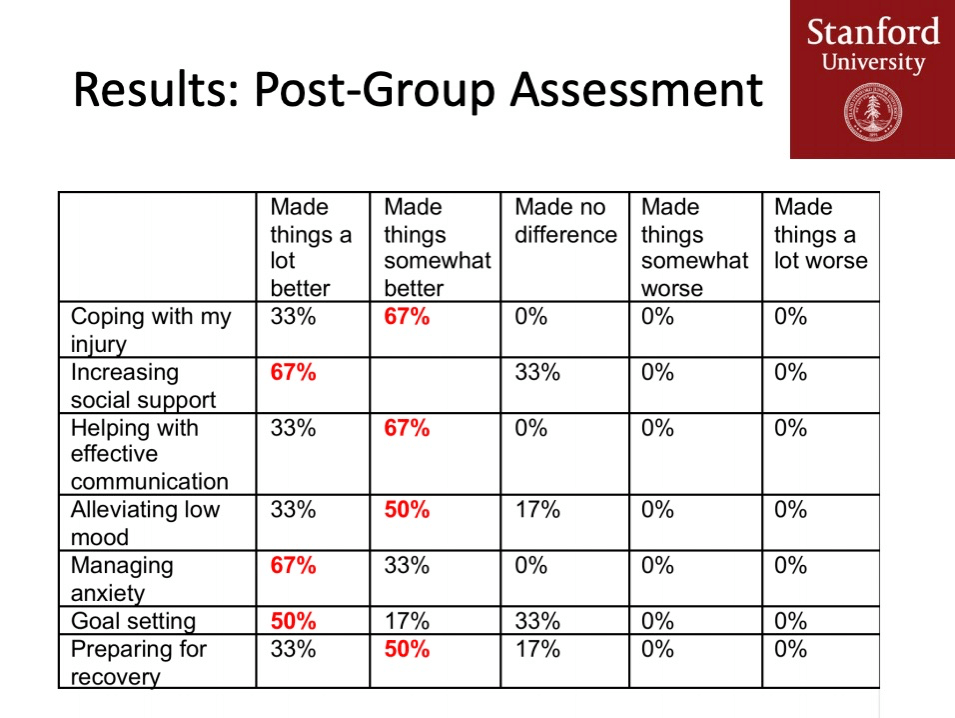 Stanford
University
Results: Post-Group Assessment
Made things a lot better | Made things somewhat better | Made no difference | Made things somewhat worse | Made things a lot worse
Coping with my injury | 33% | 67% | 0% | 0% | 0%
Increasing social support | 67% | | 33% | 0% | 0%
Helping with effective communication | 33% | 67% | 0% | 0% | 0%
Alleviating low mood | 33% | 50% | 17% | 0% | 0%
Managing anxiety | 67% | 33% | 0% | 0% | 0%
Goal setting | 50% | 17% | 33% | 0% | 0%
Preparing for recovery | 33% | 50% | 17% | 0% | 0%